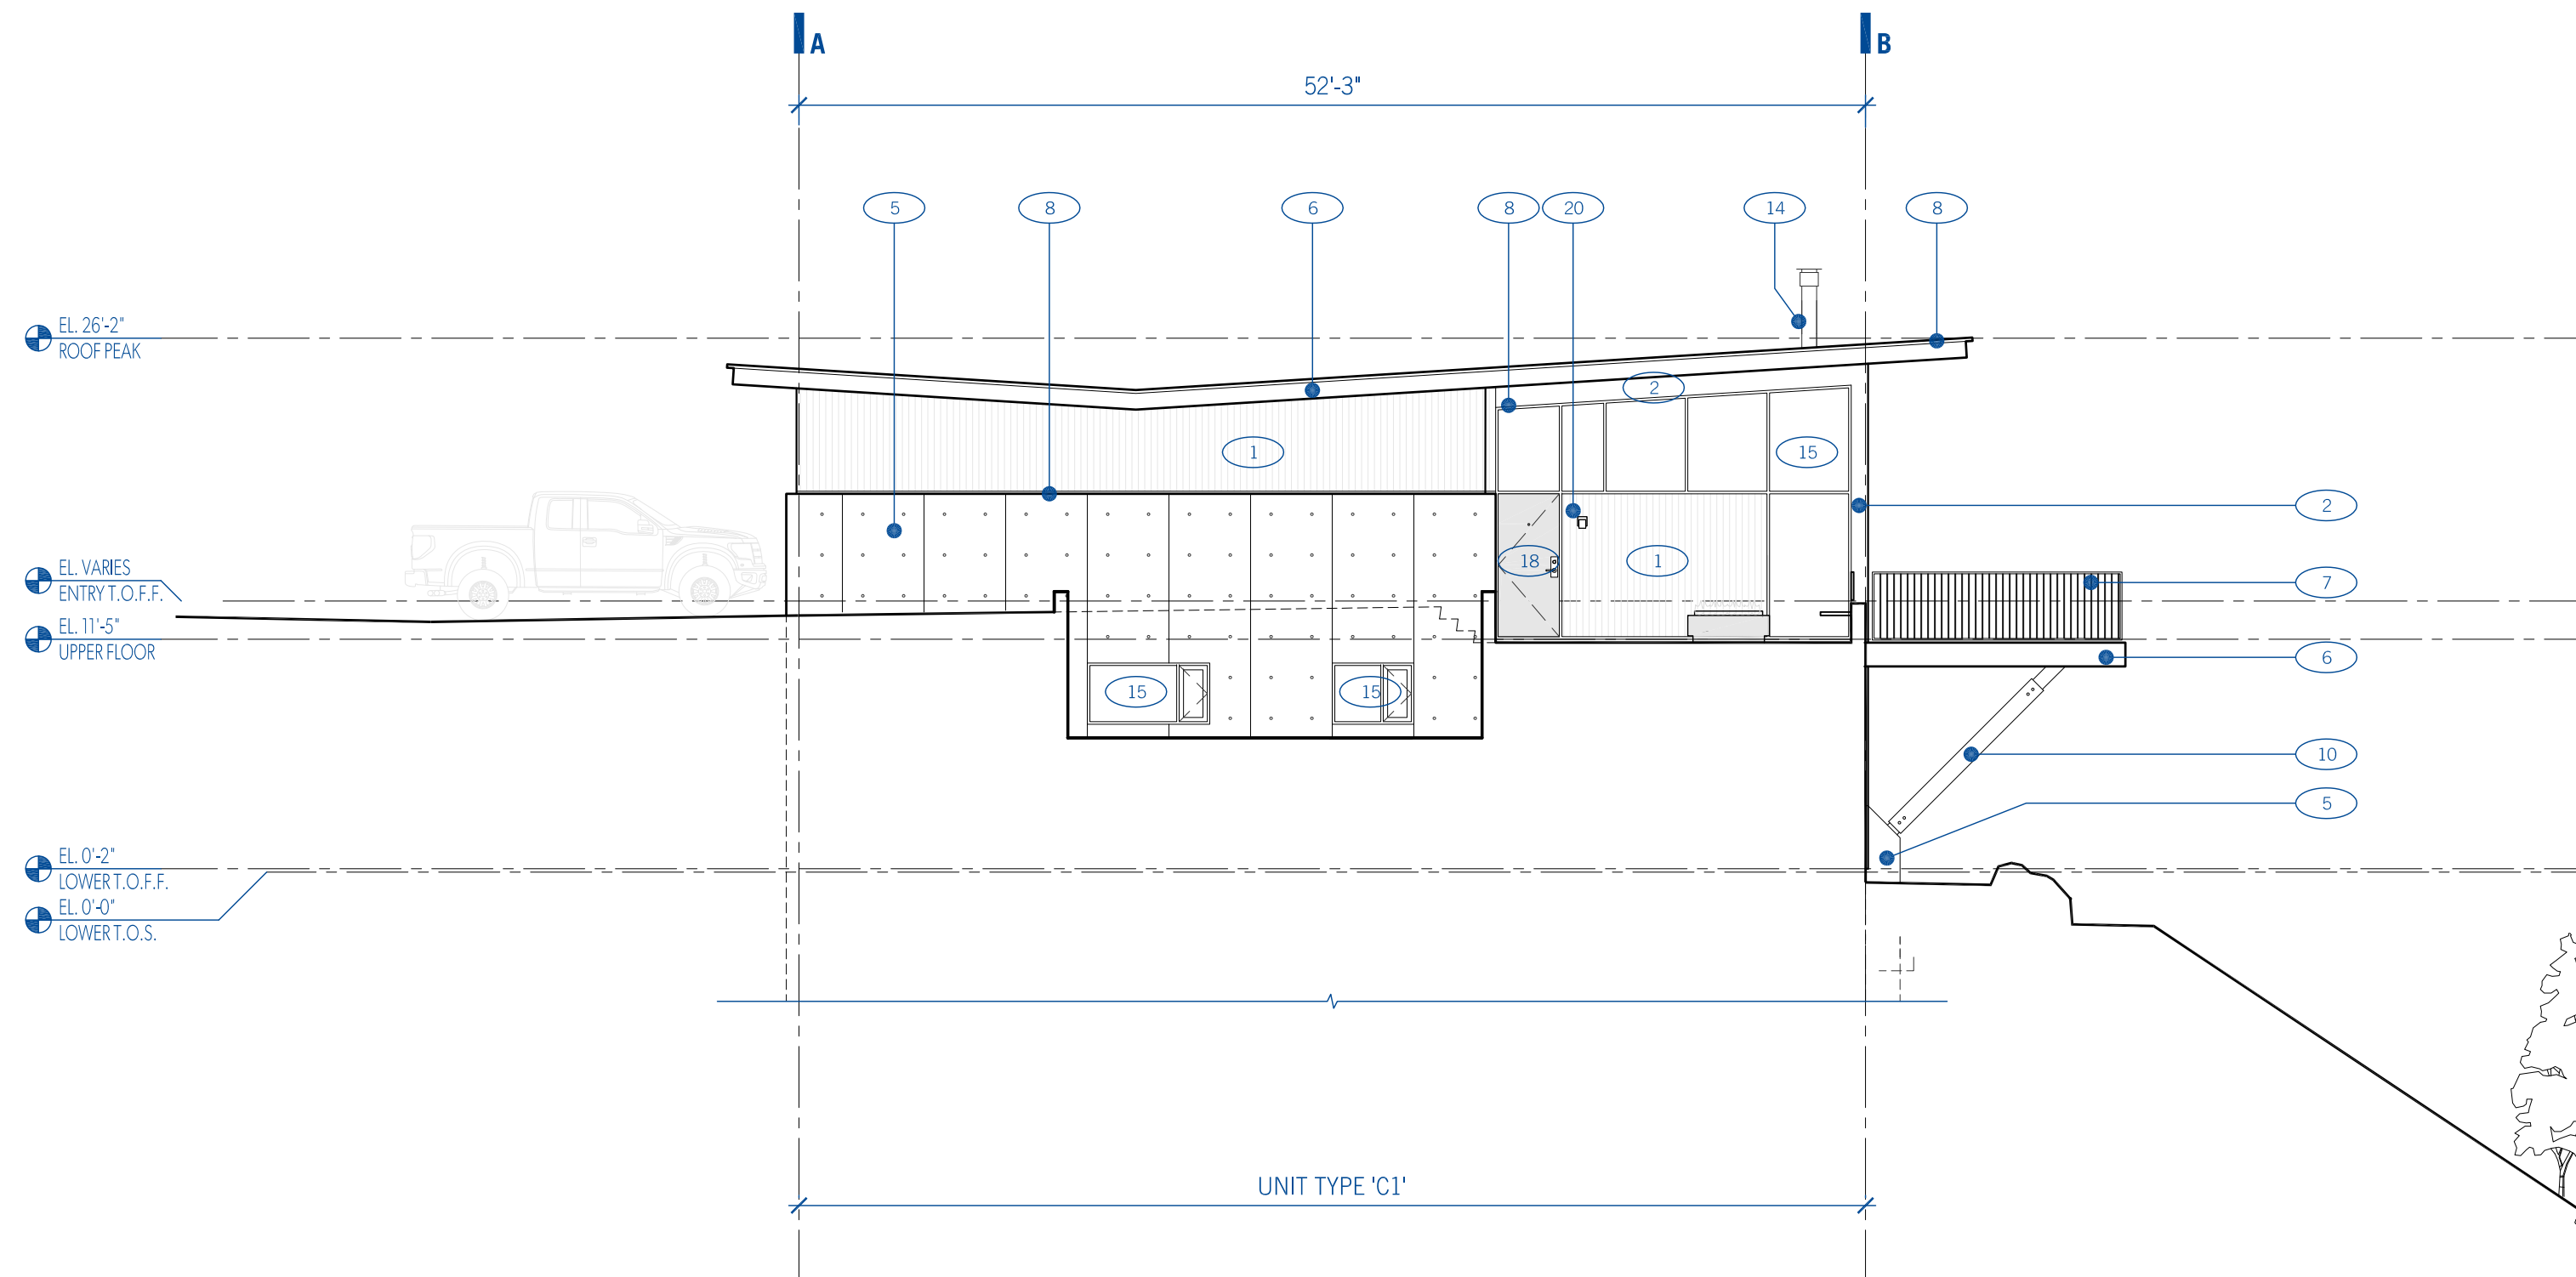 A
B
52'-3"
5
8
6
8
20
14
8
EL. 26'-2"
ROOF PEAK
2
1
15
2
EL. VARIES
ENTRY T.O.F.F.
18
1
7
EL. 11'-5"
UPPER FLOOR
6
15
15
10
5
EL. 0'-2"
LOWER T.O.F.F.
EL. 0'-0"
LOWER T.O.S.
UNIT TYPE 'C1'